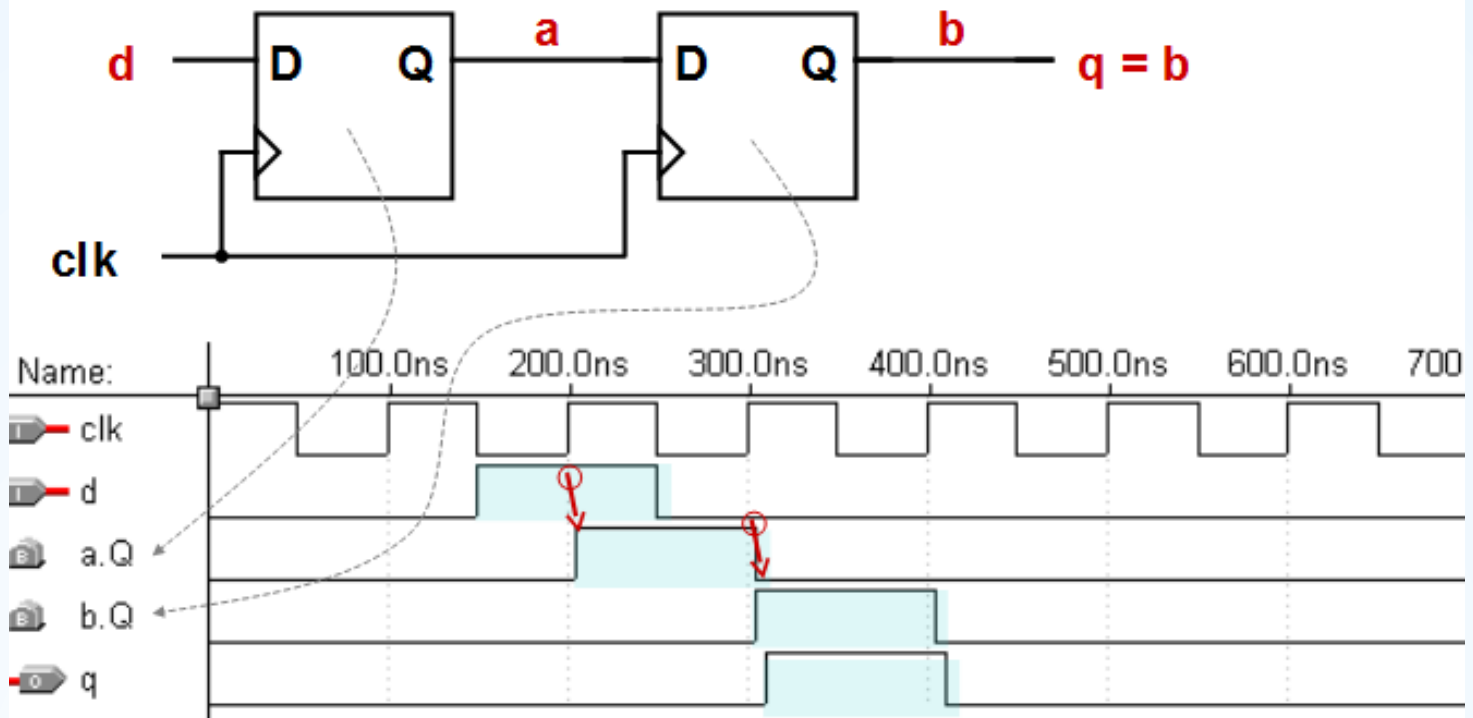 a b
d D Q D Q q = b
clk
Name: 100.0ns 200.0ns 300.0ns 400.0ns 500.0ns 600.0ns 700
I clk
I d
B a.Q
B b.Q
O q